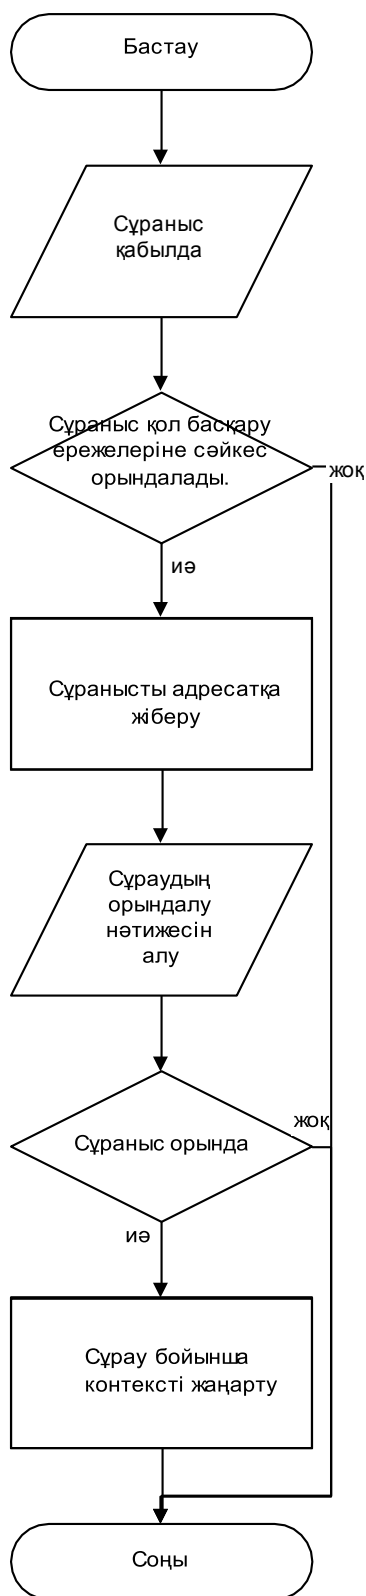 Бастау
Сұраныс
қабылда
Сұраныс қол басқару
ережелеріне сәйкес
орындалады.
жоқ
иә
Сұранысты адресатқа
жіберу
Сұраудың
орындалу
нәтижесін
алу
жоқ
Сұраныс орында
иә
Сұрау бойынша
контексті жаңарту
Соңы